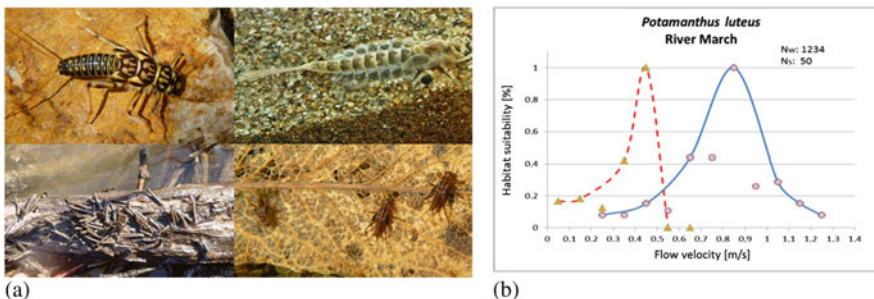 Potamanthus luteus
River March
Nw: 1234
Ns: 50
Habitat suitability [%]
1
0.8
0.6
0.4
0.2
0
0 0.1 0.2 0.3 0.4 0.5 0.6 0.7 0.8 0.9 1 1.1 1.2 1.3 1.4
Flow velocity [m/s]
(a)
(b)